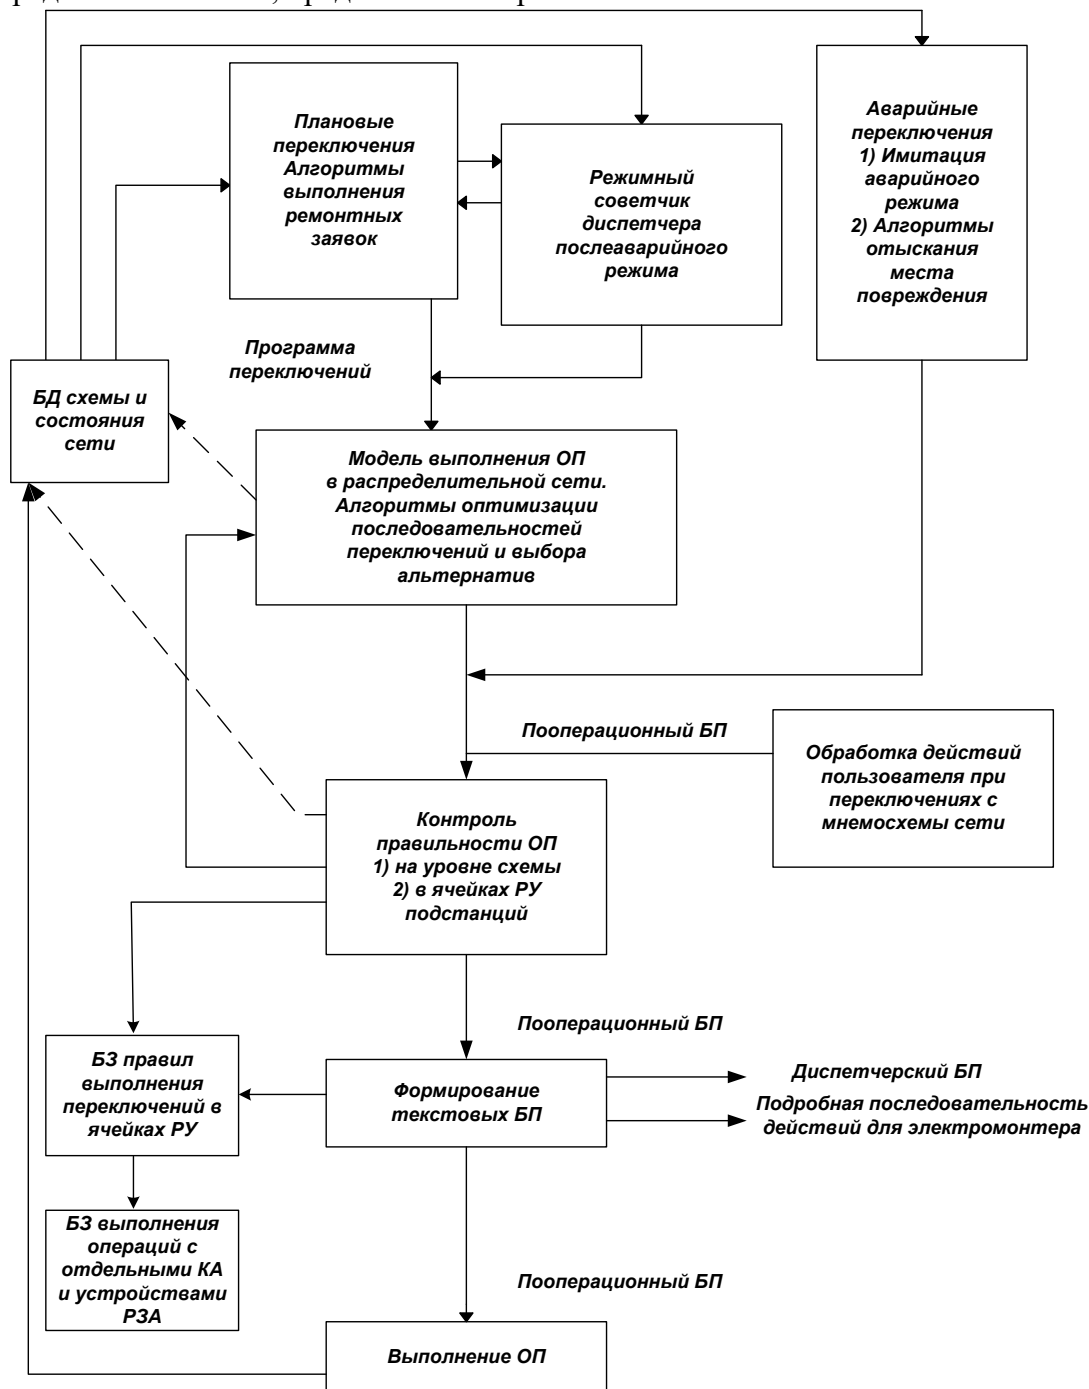 Плановые
переключения
Алгоритмы
выполнения
ремонтных
заявок
Режимный
советчик
диспетчера
послеаварийного
режима
Аварийные
переключения
1) Имитация
аварийного
режима
2) Алгоритмы
отыскания
места
повреждения
Программа
переключений
БД схемы и
состояния
сети
Модель выполнения ОП
в распределительной сети.
Алгоритмы оптимизации
последовательностей
переключений и выбора
альтернатив
Пооперационный БП
Обработка действий
пользователя при
переключениях с
мнемосхемы сети
Контроль
правильности ОП
1) на уровне схемы
2) в ячейках РУ
подстанций
Пооперационный БП
БЗ правил
выполнения
переключений в
ячейках РУ
Формирование
текстовых БП
Диспетчерский БП
Подробная последовательность
действий для электромонтера
БЗ выполнения
операций с
отдельными КА
и устройствами
РЗА
Пооперационный БП
Выполнение ОП